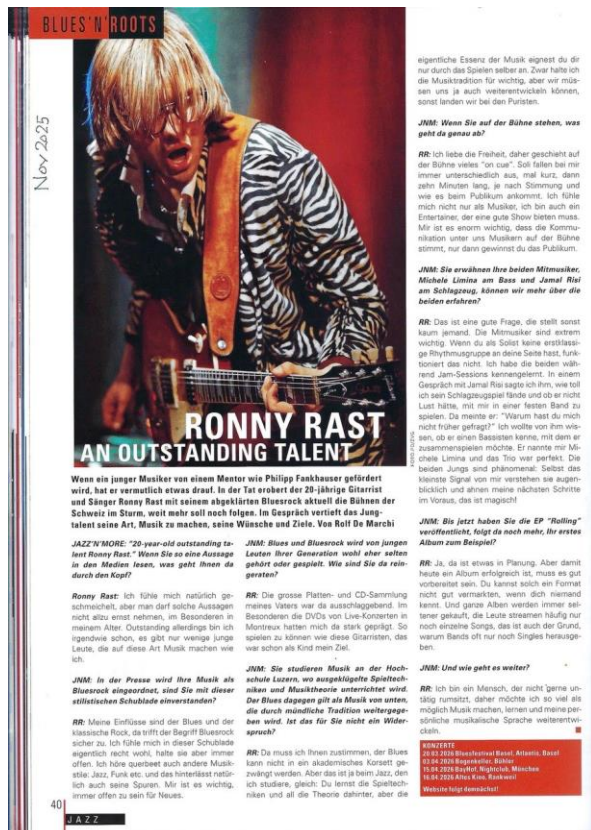 BLUES'N'ROOTS
Nov 2025
RONNY RAST
AN OUTSTANDING TALENT
Wenn ein junger Musiker von einem Mentor wie Philipp Fankhauser gefördert
wird, hat er vermutlich etwas drauf. In der Tat erobert der 20-jährige Gitarrist
und Sänger Ronny Rast mit seinem abgeklärten Bluesrock aktuell die Bühnen der
Schweiz im Sturm, weit mehr soll noch folgen. Im Gespräch vertieft das Jung-
talent seine Art, Musik zu machen, seine Wünsche und Ziele. Von Rolf De Marchi
JAZZ'N'MORE: "20-year-old outstanding ta-
lent Ronny Rast." Wenn Sie so eine Aussage
in den Medien lesen, was geht Ihnen da
durch den Kopf?
Ronny Rast: Ich fühle mich natürlich ge-
schmeichelt, aber man darf solche Aussagen
nicht allzu ernst nehmen, im Besonderen in
meinem Alter. Outstanding allerdings bin ich
irgendwie schon, es gibt nur wenige junge
Leute, die auf diese Art Musik machen wie
ich.
JNM: In der Presse wird Ihre Musik als
Bluesrock eingeordnet, sind Sie mit dieser
stilistischen Schublade einverstanden?
RR: Meine Einflüsse sind der Blues und der
klassische Rock, da trifft der Begriff Bluesrock
sicher zu. Ich fühle mich in dieser Schublade
eigentlich recht wohl, halte sie aber immer
offen. Ich höre querbeet auch andere Musik-
stile: Jazz, Funk etc. und das hinterlässt natür-
lich auch seine Spuren. Mir ist es wichtig,
immer offen zu sein für Neues.
JNM: Blues und Bluesrock wird von jungen
Leuten Ihrer Generation wohl eher selten
gehört oder gespielt. Wie sind Sie da rein-
geraten?
RR: Die grosse Platten- und CD-Sammlung
meines Vaters war da ausschlaggebend. Im
Besonderen die DVDs von Live-Konzerten in
Montreux hatten mich da stark geprägt. So
spielen zu können wie diese Gitarristen, das
war schon als Kind mein Ziel.
JNM: Sie studieren Musik an der Hoch-
schule Luzern, wo ausgeklügelte Spieltech-
niken und Musiktheorie unterrichtet wird.
Der Blues dagegen gilt als Musik von unten,
die durch mündliche Tradition weitergege-
ben wird. Ist das für Sie nicht ein Wider-
spruch?
RR: Da muss ich Ihnen zustimmen, der Blues
kann nicht in ein akademisches Korsett ge-
zwängt werden. Aber das ist beim Jazz, den
ich studiere, gleich: Du lernst die Spieltech-
niken und all die Theorie dahinter, aber die
eigentliche Essenz der Musik eignest du dir
nur durch das Spielen selber an. Zwar halte ich
die Musiktradition für wichtig, aber wir müs-
sen uns ja auch weiterentwickeln können,
sonst landen wir bei den Puristen.
JNM: Wenn Sie auf der Bühne stehen, was
geht da genau ab?
RR: Ich liebe die Freiheit, daher geschieht auf
der Bühne vieles "on cue". Soli fallen bei mir
immer unterschiedlich aus, mal kurz, dann
zehn Minuten lang, je nach Stimmung und
wie es beim Publikum ankommt. Ich fühle
mich nicht nur als Musiker, ich bin auch ein
Entertainer, der eine gute Show bieten muss.
Mir ist es enorm wichtig, dass die Kommu-
nikation unter uns Musikern auf der Bühne
stimmt, nur dann gewinnst du das Publikum.
JNM: Sie erwähnen Ihre beiden Mitmusiker,
Michele Limina am Bass und Jamal Risi
am Schlagzeug, können wir mehr über die
beiden erfahren?
RR: Das ist eine gute Frage, die stellt sonst
kaum jemand. Die Mitmusiker sind extrem
wichtig. Wenn du als Solist keine erstklassi-
ge Rhythmusgruppe an deine Seite hast, funk-
tioniert das nicht. Ich habe die beiden wäh-
rend Jam-Sessions kennengelernt. In einem
Gespräch mit Jamal Risi sagte ich ihm, wie toll
ich sein Schlagzeugspiel fände und ob er nicht
Lust hätte, mit mir in einer festen Band zu
spielen. Da meinte er: "Warum hast du mich
nicht früher gefragt?" Ich wollte von ihm wis-
sen, ob er einen Bassisten kenne, mit dem er
zusammenspielen möchte. Er nannte mir Mi-
chele Limina und das Trio war perfekt. Die
beiden Jungs sind phänomenal: Selbst das
kleinste Signal von mir verstehen sie augen-
blicklich und ahnen meine nächsten Schritte
im Voraus, das ist magisch!
JNM: Bis jetzt haben Sie die EP "Rolling"
veröffentlicht, folgt da noch mehr, Ihr erstes
Album zum Beispiel?
RR: Ja, da ist etwas in Planung. Aber damit
heute ein Album erfolgreich ist, muss es gut
vorbereitet sein. Du kannst solch ein Format
nicht gut vermarkten, wenn dich niemand
kennt. Und ganze Alben werden immer sel-
tener gekauft, die Leute streamen häufig nur
noch einzelne Songs, das ist auch der Grund,
warum Bands oft nur noch Singles herausge-
ben.
JNM: Und wie geht es weiter?
RR: Ich bin ein Mensch, der nicht gerne un-
tätig rumsitzt, daher möchte ich so viel als
möglich Musik machen, lernen und meine per-
sönliche musikalische Sprache weiterentwi-
ckeln.
KONZERTE
20.03.2026 Bluesfestival Basel, Atlantis, Basel
03.04.2026 Bogenkeller, Bühler
15.04.2026 BayHof, Nightclub, München
16.04.2026 Altes Kino, Rankweil
Website folgt demnächst!
40
JAZZ